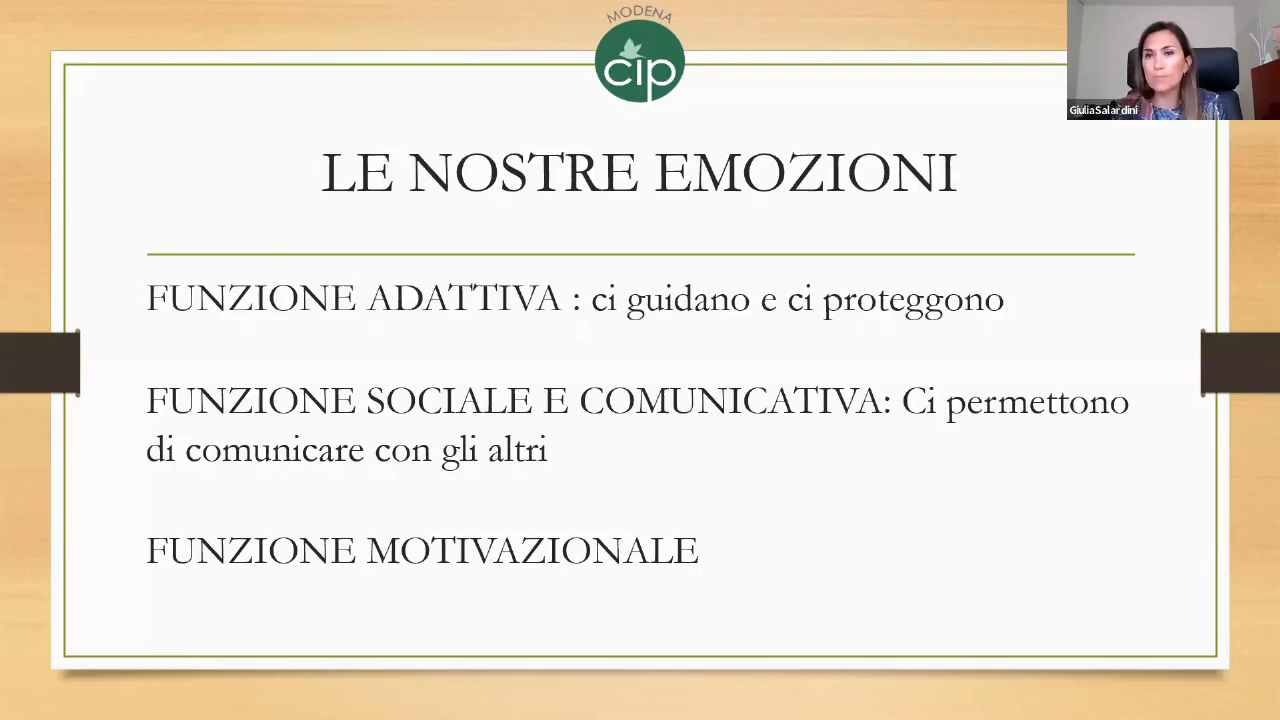 MODENA
cip
GiuliaSalardini
LE NOSTRE EMOZIONI
FUNZIONE ADATTIVA : ci guidano e ci proteggono
FUNZIONE SOCIALE E COMUNICATIVA: Ci permettono
di comunicare con gli altri
FUNZIONE MOTIVAZIONALE